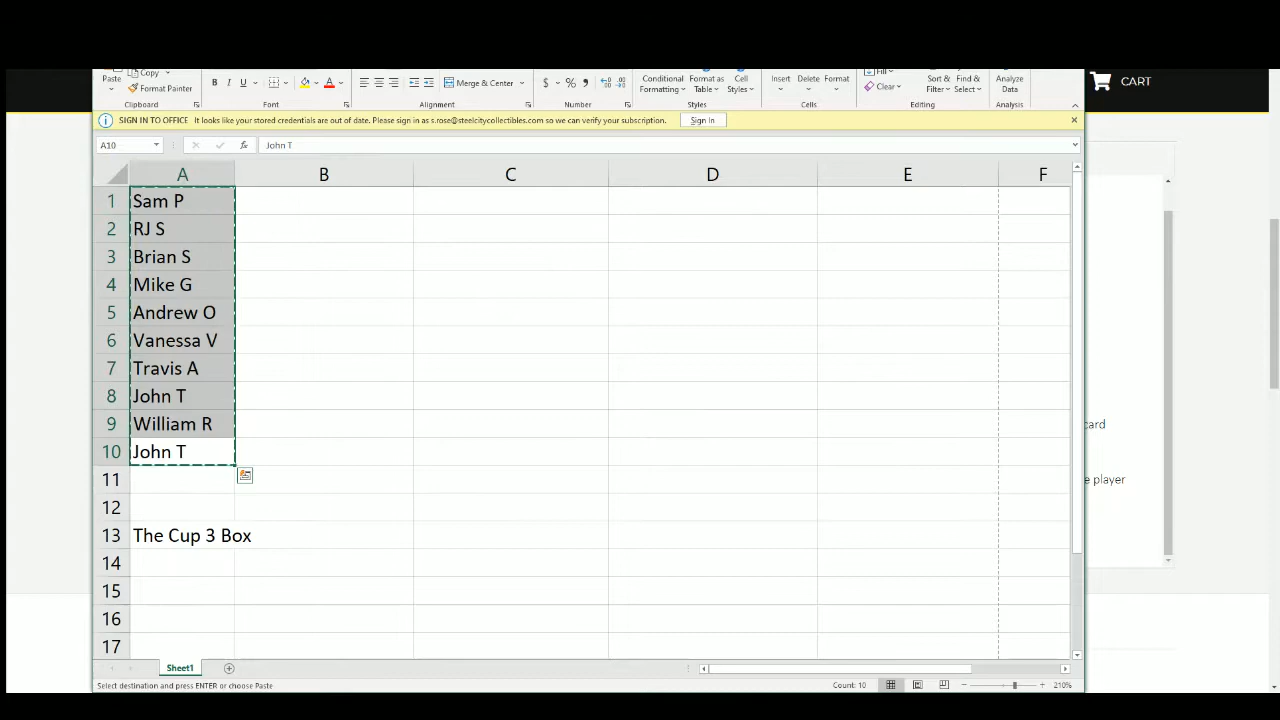 Paste
Copy
Format Painter
B I U
Merge & Center
$ % ,
Conditional Formatting
Format as Table
Cell Styles
Insert
Delete
Format
Fill
Clear
Sort & Filter
Find & Select
Analyze Data
CART
Clipboard
Font
Alignment
Number
Styles
Cells
Editing
Analysis
SIGN IN TO OFFICE It looks like your stored credentials are out of date. Please sign in as s.rose@steelcitycollectibles.com so we can verify your subscription. Sign In
A10 fx John T
A B C D E F
1 Sam P
2 RJ S
3 Brian S
4 Mike G
5 Andrew O
6 Vanessa V
7 Travis A
8 John T
9 William R
10 John T
11
12
13 The Cup 3 Box
14
15
16
17
card
e player
Sheet1
Select destination and press ENTER or choose Paste
Count: 10
210%